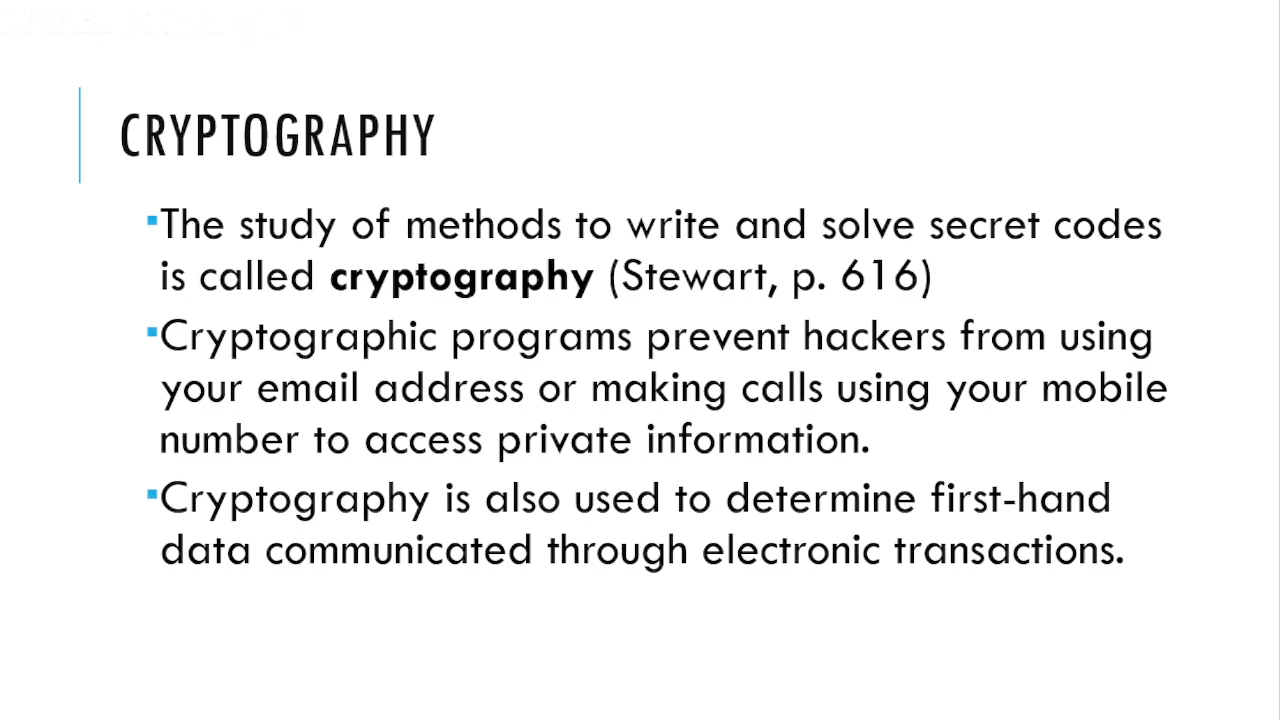 CRYPTOGRAPHY
▪The study of methods to write and solve secret codes
is called cryptography (Stewart, p. 616)
▪Cryptographic programs prevent hackers from using
your email address or making calls using your mobile
number to access private information.
▪Cryptography is also used to determine first-hand
data communicated through electronic transactions.